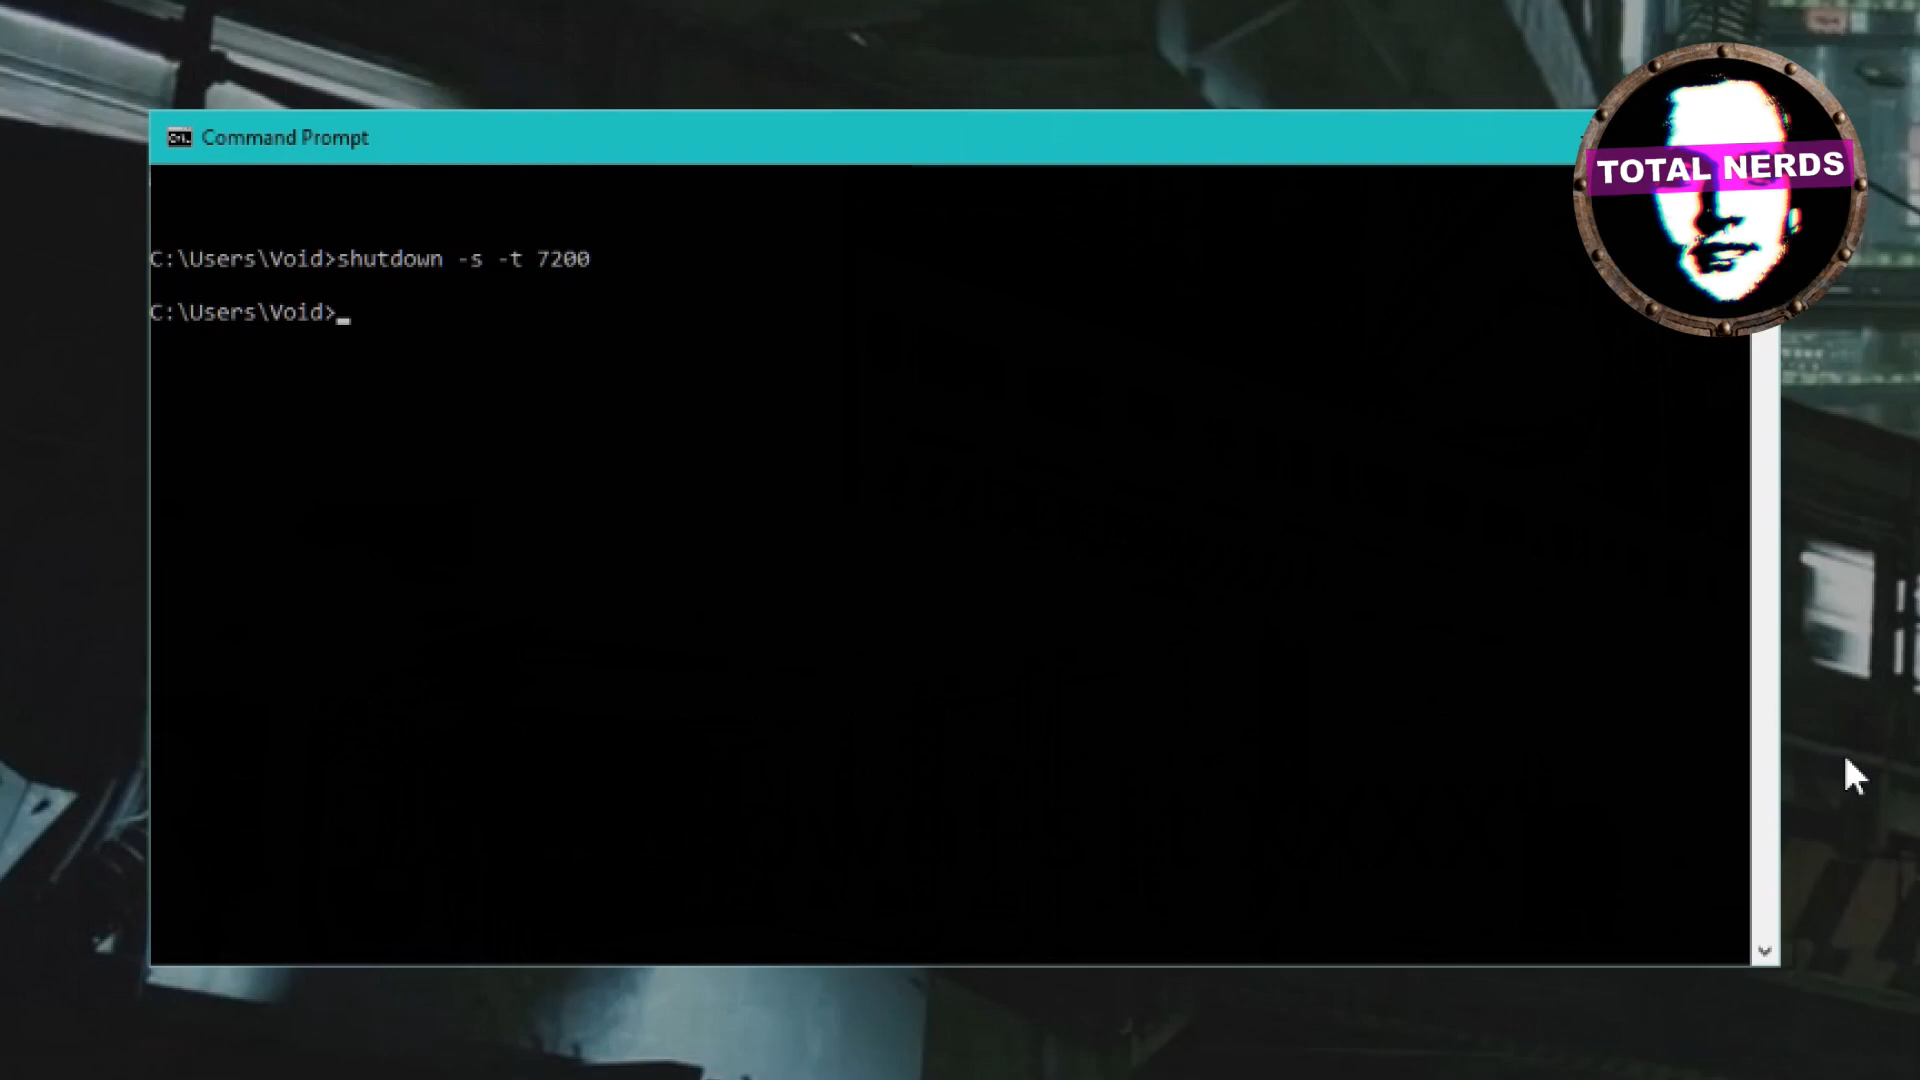 Command Prompt
TOTAL NERDS
C:\Users\Void>shutdown -s -t 7200
C:\Users\Void>